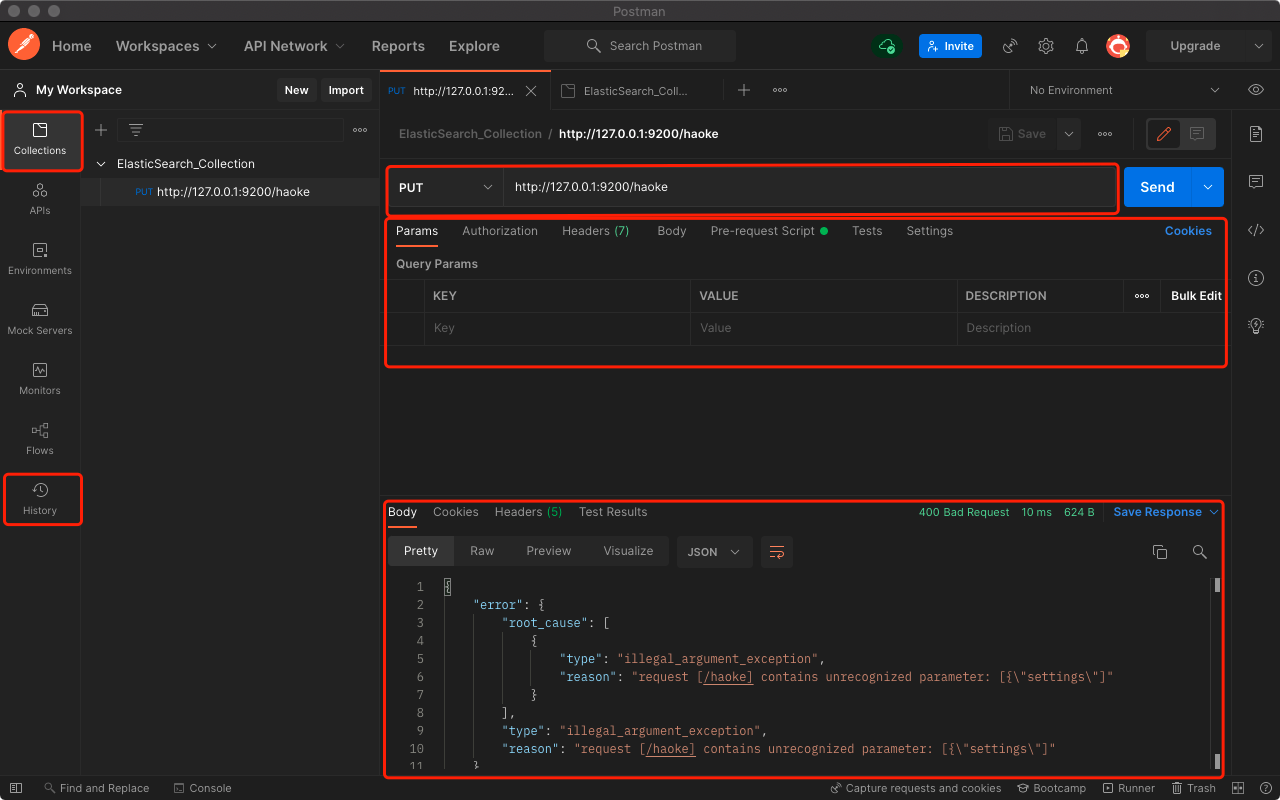 Postman
Home Workspaces API Network Reports Explore Search Postman Invite Upgrade
My Workspace New Import PUT http://127.0.0.1:92... ElasticSearch_Coll... No Environment
Collections
ElasticSearch_Collection / http://127.0.0.1:9200/haoke Save
ElasticSearch_Collection
PUT http://127.0.0.1:9200/haoke
APIs
Environments
Mock Servers
Monitors
Flows
History
PUT http://127.0.0.1:9200/haoke Send
Params Authorization Headers (7) Body Pre-request Script Tests Settings Cookies
Query Params
KEY VALUE DESCRIPTION Bulk Edit
Key Value Description
Body Cookies Headers (5) Test Results 400 Bad Request 10 ms 624 B Save Response
Pretty Raw Preview Visualize JSON
1 {
2 "error": {
3 "root_cause": [
4 {
5 "type": "illegal_argument_exception",
6 "reason": "request [/haoke] contains unrecognized parameter: [{\"settings\"]"
7 }
8 ],
9 "type": "illegal_argument_exception",
10 "reason": "request [/haoke] contains unrecognized parameter: [{\"settings\"]"
11 }
Find and Replace Console Capture requests and cookies Bootcamp Runner Trash